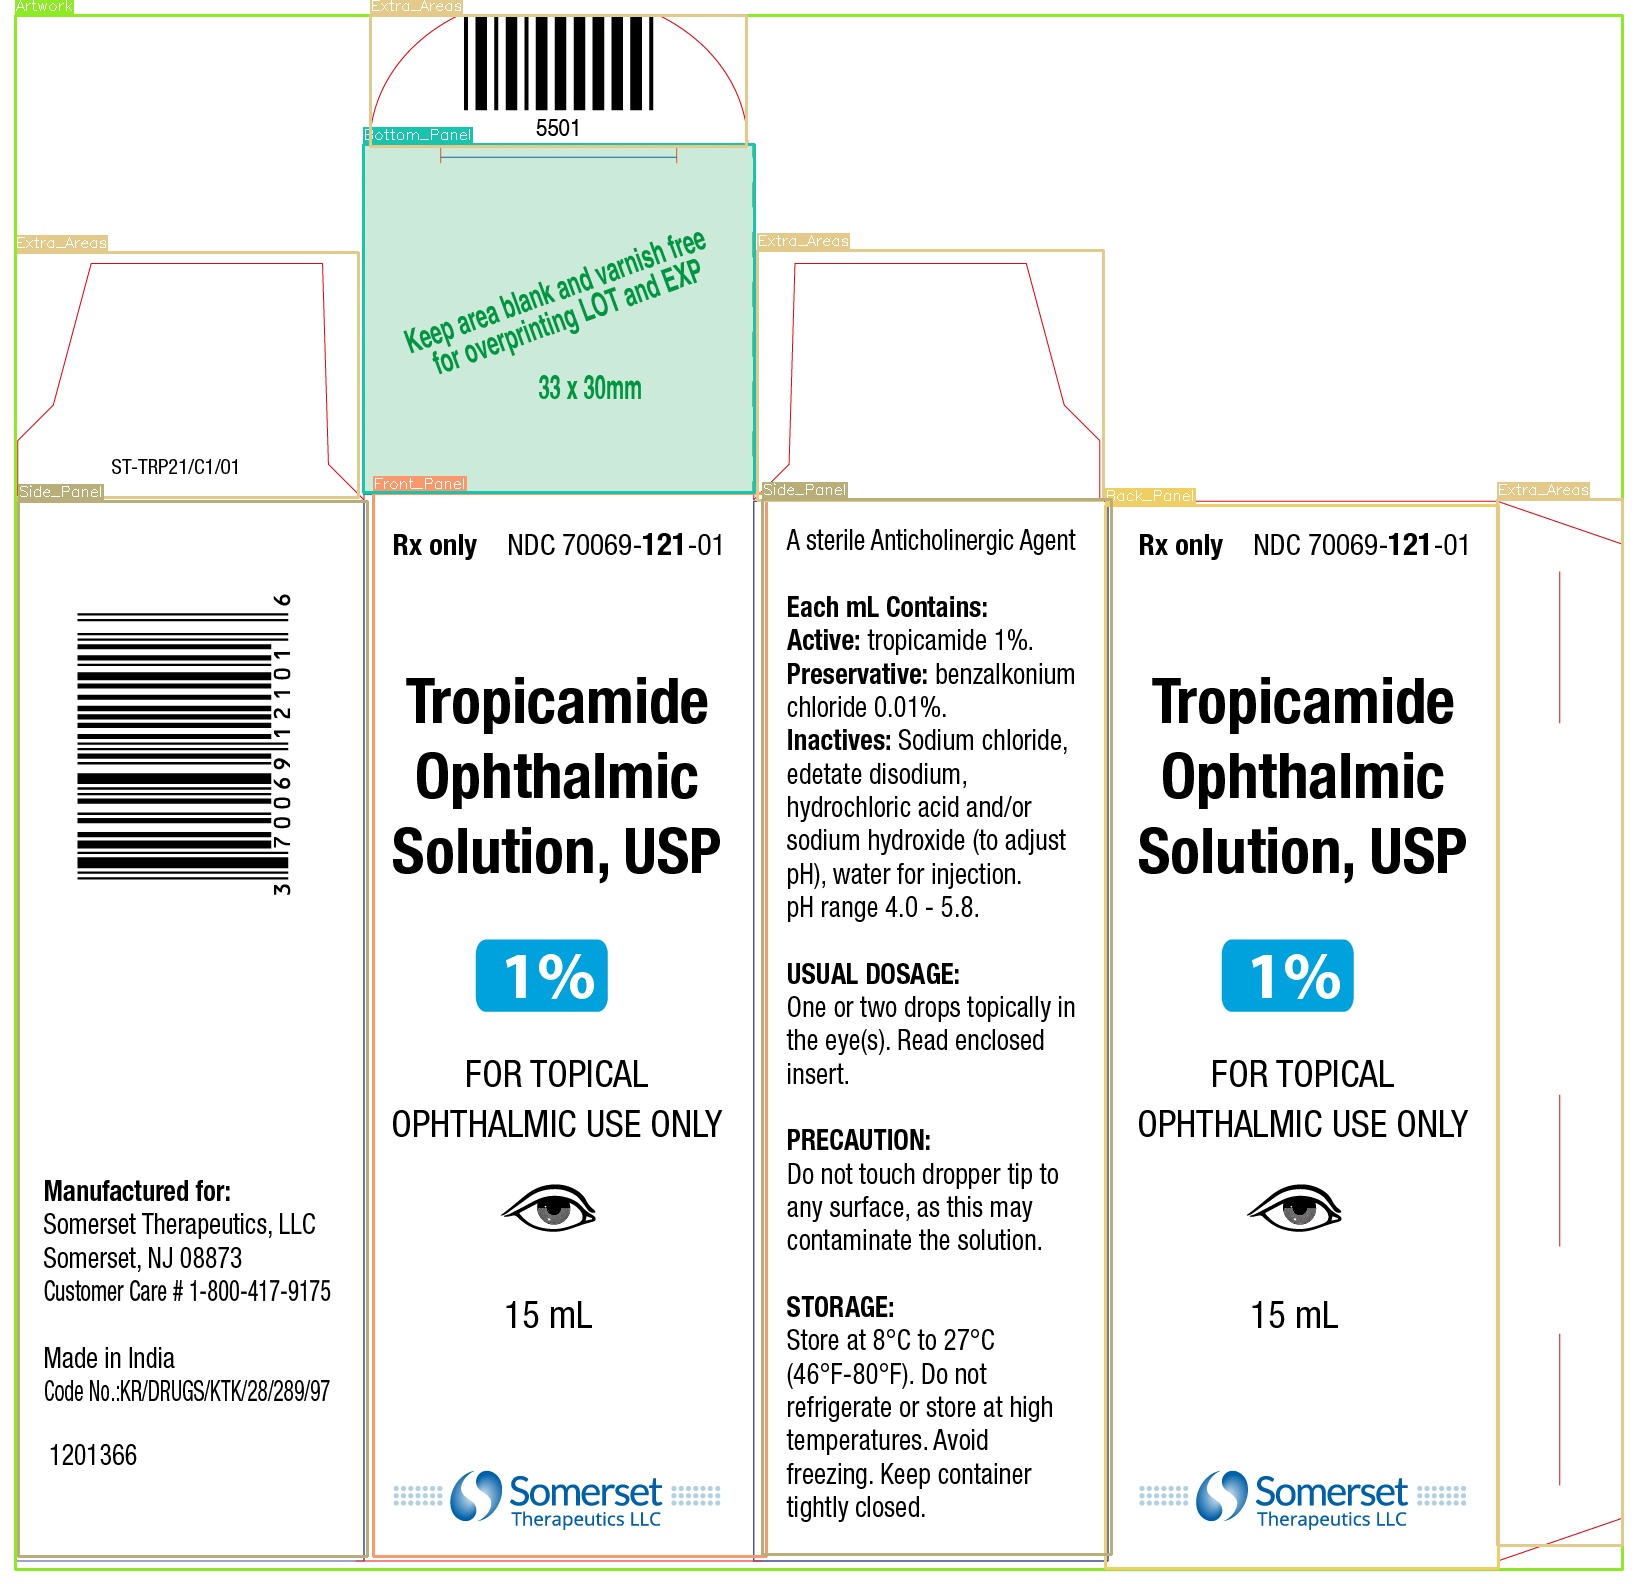 Artwork
Extra_Areas
5501
Bottom_Panel
Keep area blank and varnish free
for overprinting LOT and EXP
33 x 30mm
Extra_Areas
ST-TRP21/C1/01
Extra_Areas
Side_Panel
3 70069 12101 6
Manufactured for:
Somerset Therapeutics, LLC
Somerset, NJ 08873
Customer Care # 1-800-417-9175
Made in India
Code No.:KR/DRUGS/KTK/28/289/97
1201366
Front_Panel
Rx only NDC 70069-121-01
Tropicamide
Ophthalmic
Solution, USP
1%
FOR TOPICAL
OPHTHALMIC USE ONLY
15 mL
Somerset
Therapeutics LLC
Side_Panel
A sterile Anticholinergic Agent
Each mL Contains:
Active: tropicamide 1%.
Preservative: benzalkonium
chloride 0.01%.
Inactives: Sodium chloride,
edetate disodium,
hydrochloric acid and/or
sodium hydroxide (to adjust
pH), water for injection.
pH range 4.0 - 5.8.
USUAL DOSAGE:
One or two drops topically in
the eye(s). Read enclosed
insert.
PRECAUTION:
Do not touch dropper tip to
any surface, as this may
contaminate the solution.
STORAGE:
Store at 8°C to 27°C
(46°F-80°F). Do not
refrigerate or store at high
temperatures. Avoid
freezing. Keep container
tightly closed.
Back_Panel
Rx only NDC 70069-121-01
Tropicamide
Ophthalmic
Solution, USP
1%
FOR TOPICAL
OPHTHALMIC USE ONLY
15 mL
Somerset
Therapeutics LLC
Extra_Areas